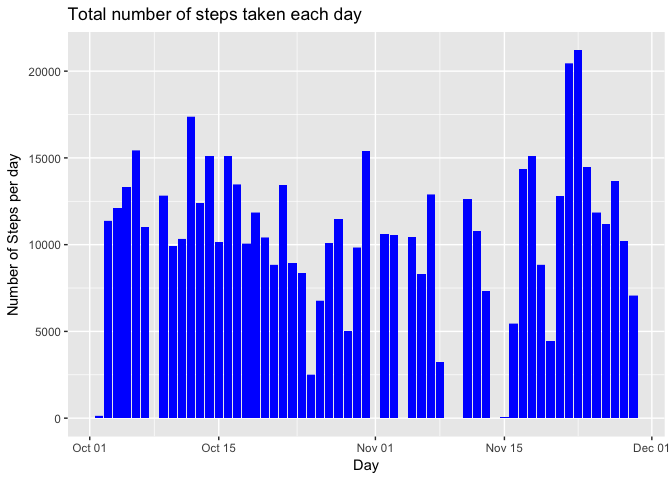 Total number of steps taken each day
Number of Steps per day
20000
15000
10000
5000
0
Oct 01
Oct 15
Nov 01
Nov 15
Dec 01
Day